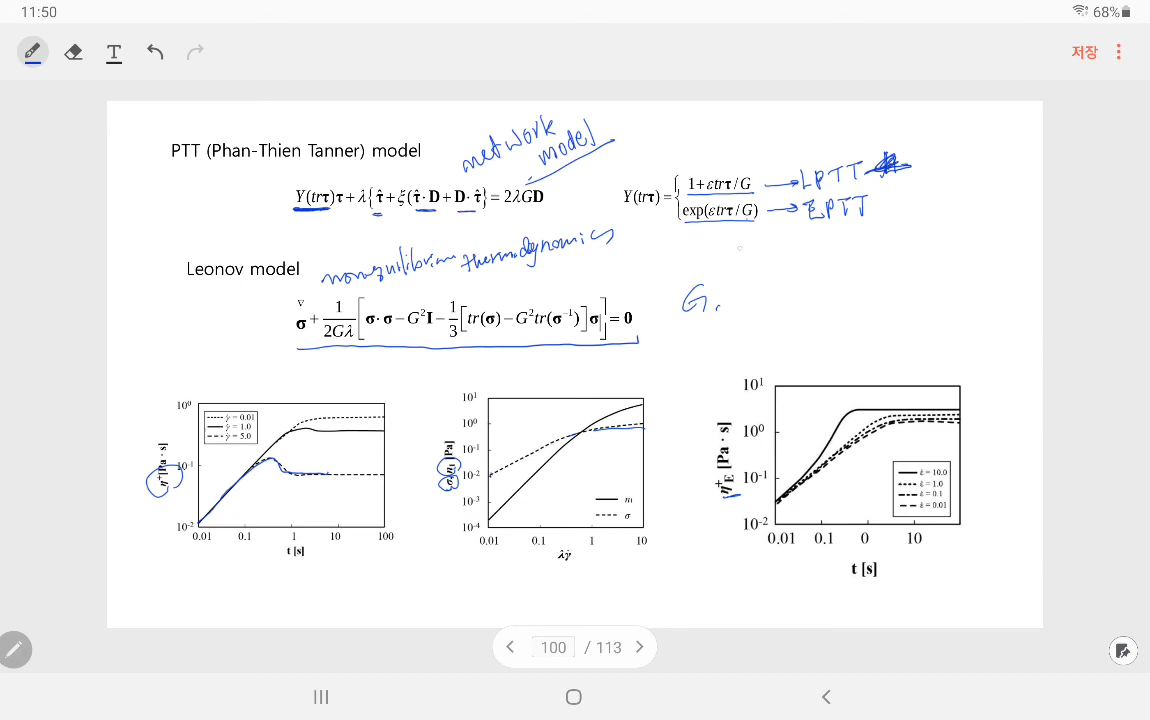 11:50
68%
T
저장
PTT (Phan-Thien Tanner) model
network
model
Y(trτ)τ + λ{τ̂ + ξ(τ̂·D + D·τ̂)} = 2λGD
Y(trτ) = { 1+εtrτ/G → LPTT
exp(εtrτ/G) → EPTT
Leonov model
nonequilibrium thermodynamics
σ̌ + 1/2Gλ [σ·σ − G²I − 1/3[tr(σ) − G²tr(σ⁻¹)]σ] = 0
G.
10⁰
γ̇ = 0.01
γ̇ = 1.0
γ̇ = 5.0
η⁺[Pa · s]
10⁻¹
10⁻²
0.01 0.1 1 10 100
t [s]
10¹
10⁰
10⁻¹
10⁻²
10⁻³
10⁻⁴
[Pa]
σ
0.01 0.1 1 10
λγ̇
10¹
10⁰
10⁻¹
10⁻²
η⁺E [Pa · s]
ε̇ = 10.0
ε̇ = 1.0
ε̇ = 0.1
ε̇ = 0.01
0.01 0.1 0 10
t [s]
100 / 113